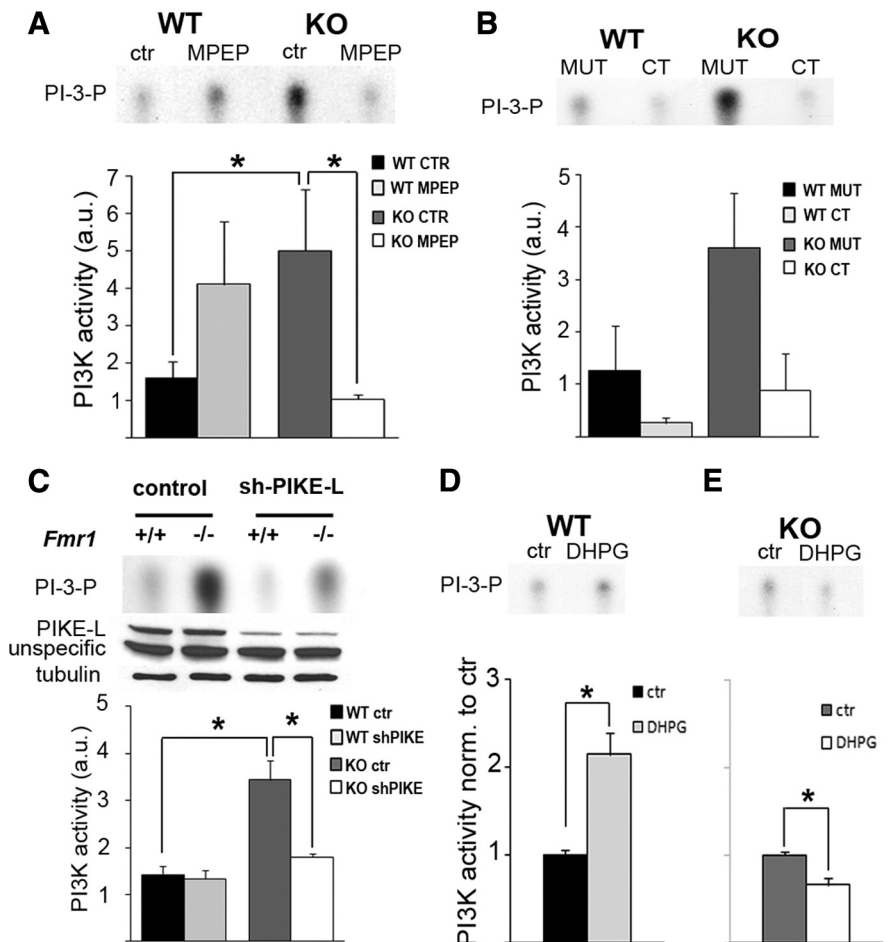 A
WT KO
ctr MPEP ctr MPEP
PI-3-P
PI3K activity (a.u.)
7
6
5
4
3
2
1
* *
WT CTR
WT MPEP
KO CTR
KO MPEP
B
WT KO
MUT CT MUT CT
PI-3-P
PI3K activity (a.u.)
5
4
3
2
1
WT MUT
WT CT
KO MUT
KO CT
C
control sh-PIKE-L
Fmr1 +/+ -/- +/+ -/-
PI-3-P
PIKE-L
unspecific
tubulin
PI3K activity (a.u.)
5
4
3
2
1
* *
WT ctr
WT shPIKE
KO ctr
KO shPIKE
D
WT
ctr DHPG
PI-3-P
PI3K activity norm. to ctr
3
2
1
*
ctr
DHPG
E
KO
ctr DHPG
*
ctr
DHPG